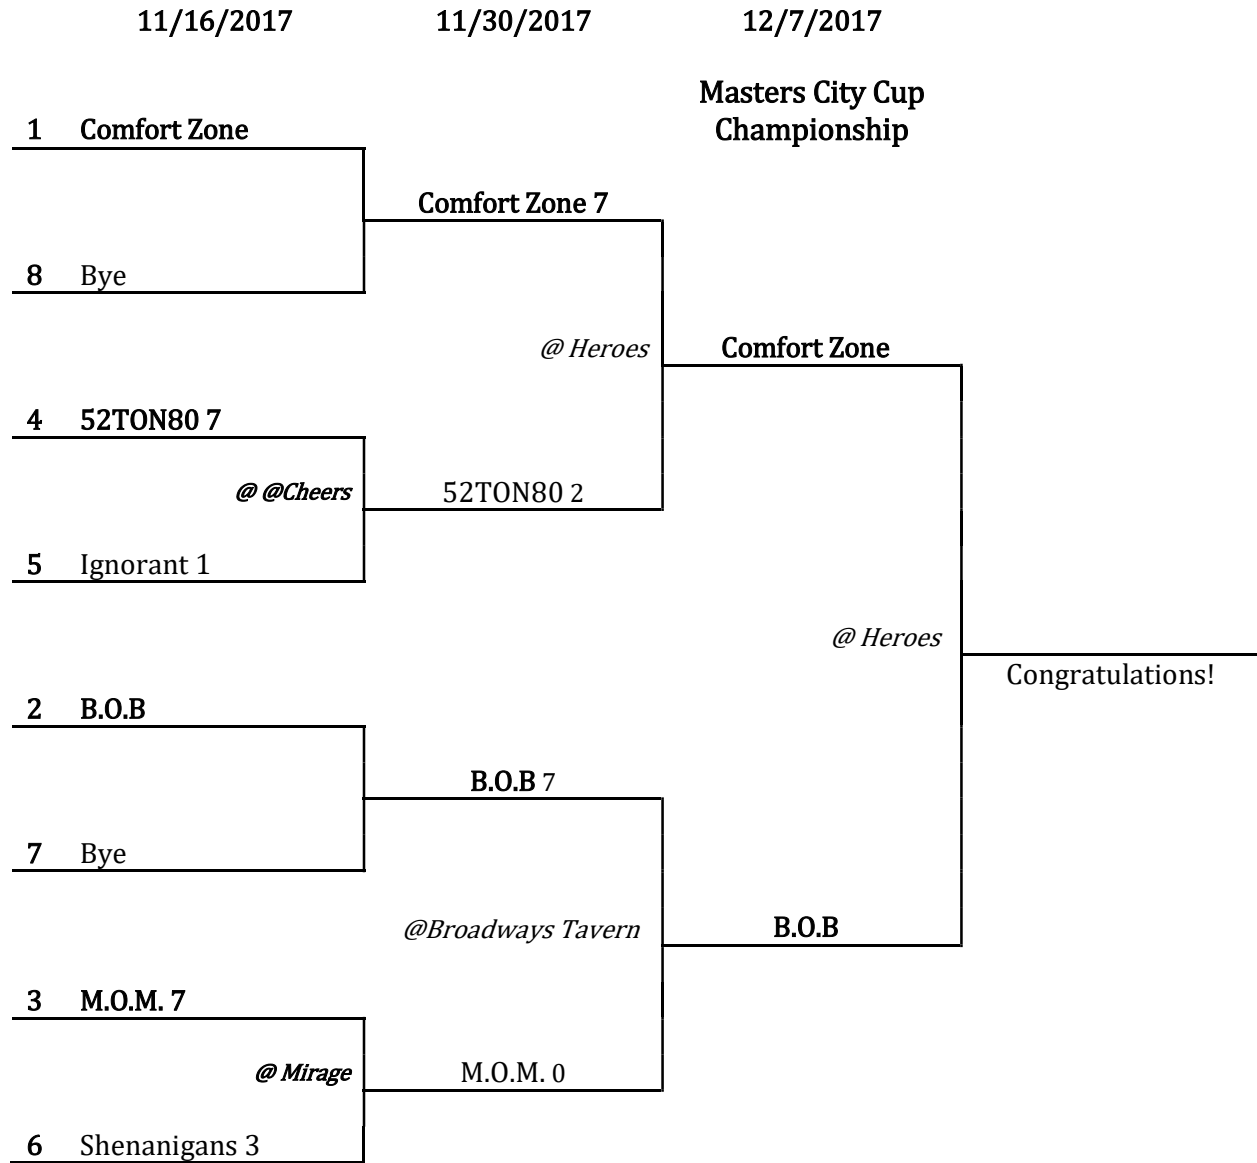 11/16/2017 11/30/2017 12/7/2017
Masters City Cup
Championship
1 Comfort Zone
Comfort Zone 7
8 Bye
@ Heroes
Comfort Zone
4 52TON80 7
@ @Cheers
52TON80 2
5 Ignorant 1
@ Heroes
Congratulations!
2 B.O.B
B.O.B 7
7 Bye
@Broadways Tavern
B.O.B
3 M.O.M. 7
@ Mirage
M.O.M. 0
6 Shenanigans 3